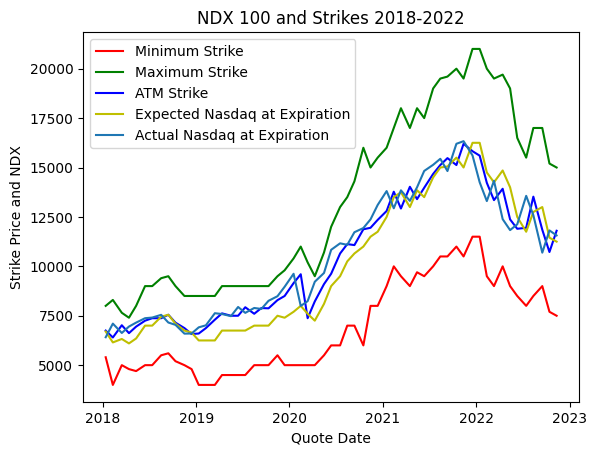 NDX 100 and Strikes 2018-2022
Minimum Strike
Maximum Strike
ATM Strike
Expected Nasdaq at Expiration
Actual Nasdaq at Expiration
Strike Price and NDX
20000
17500
15000
12500
10000
7500
5000
2018 2019 2020 2021 2022 2023
Quote Date